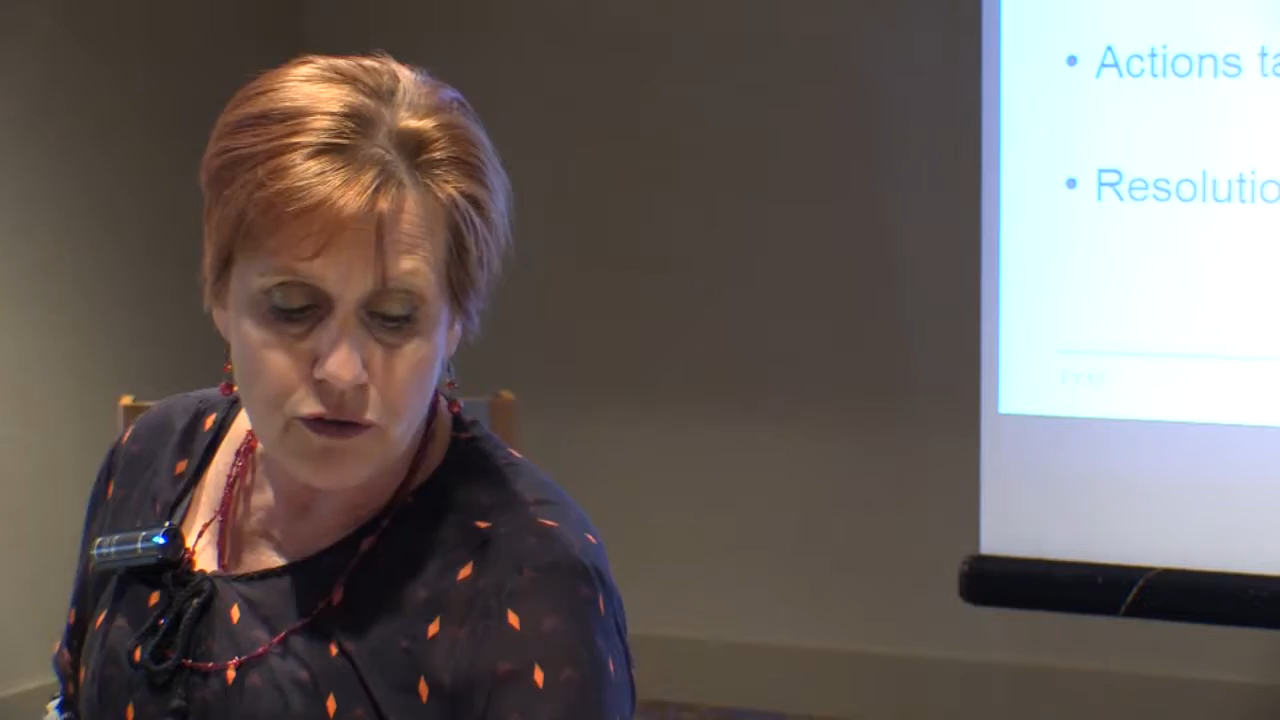 • Actions ta
• Resolutio